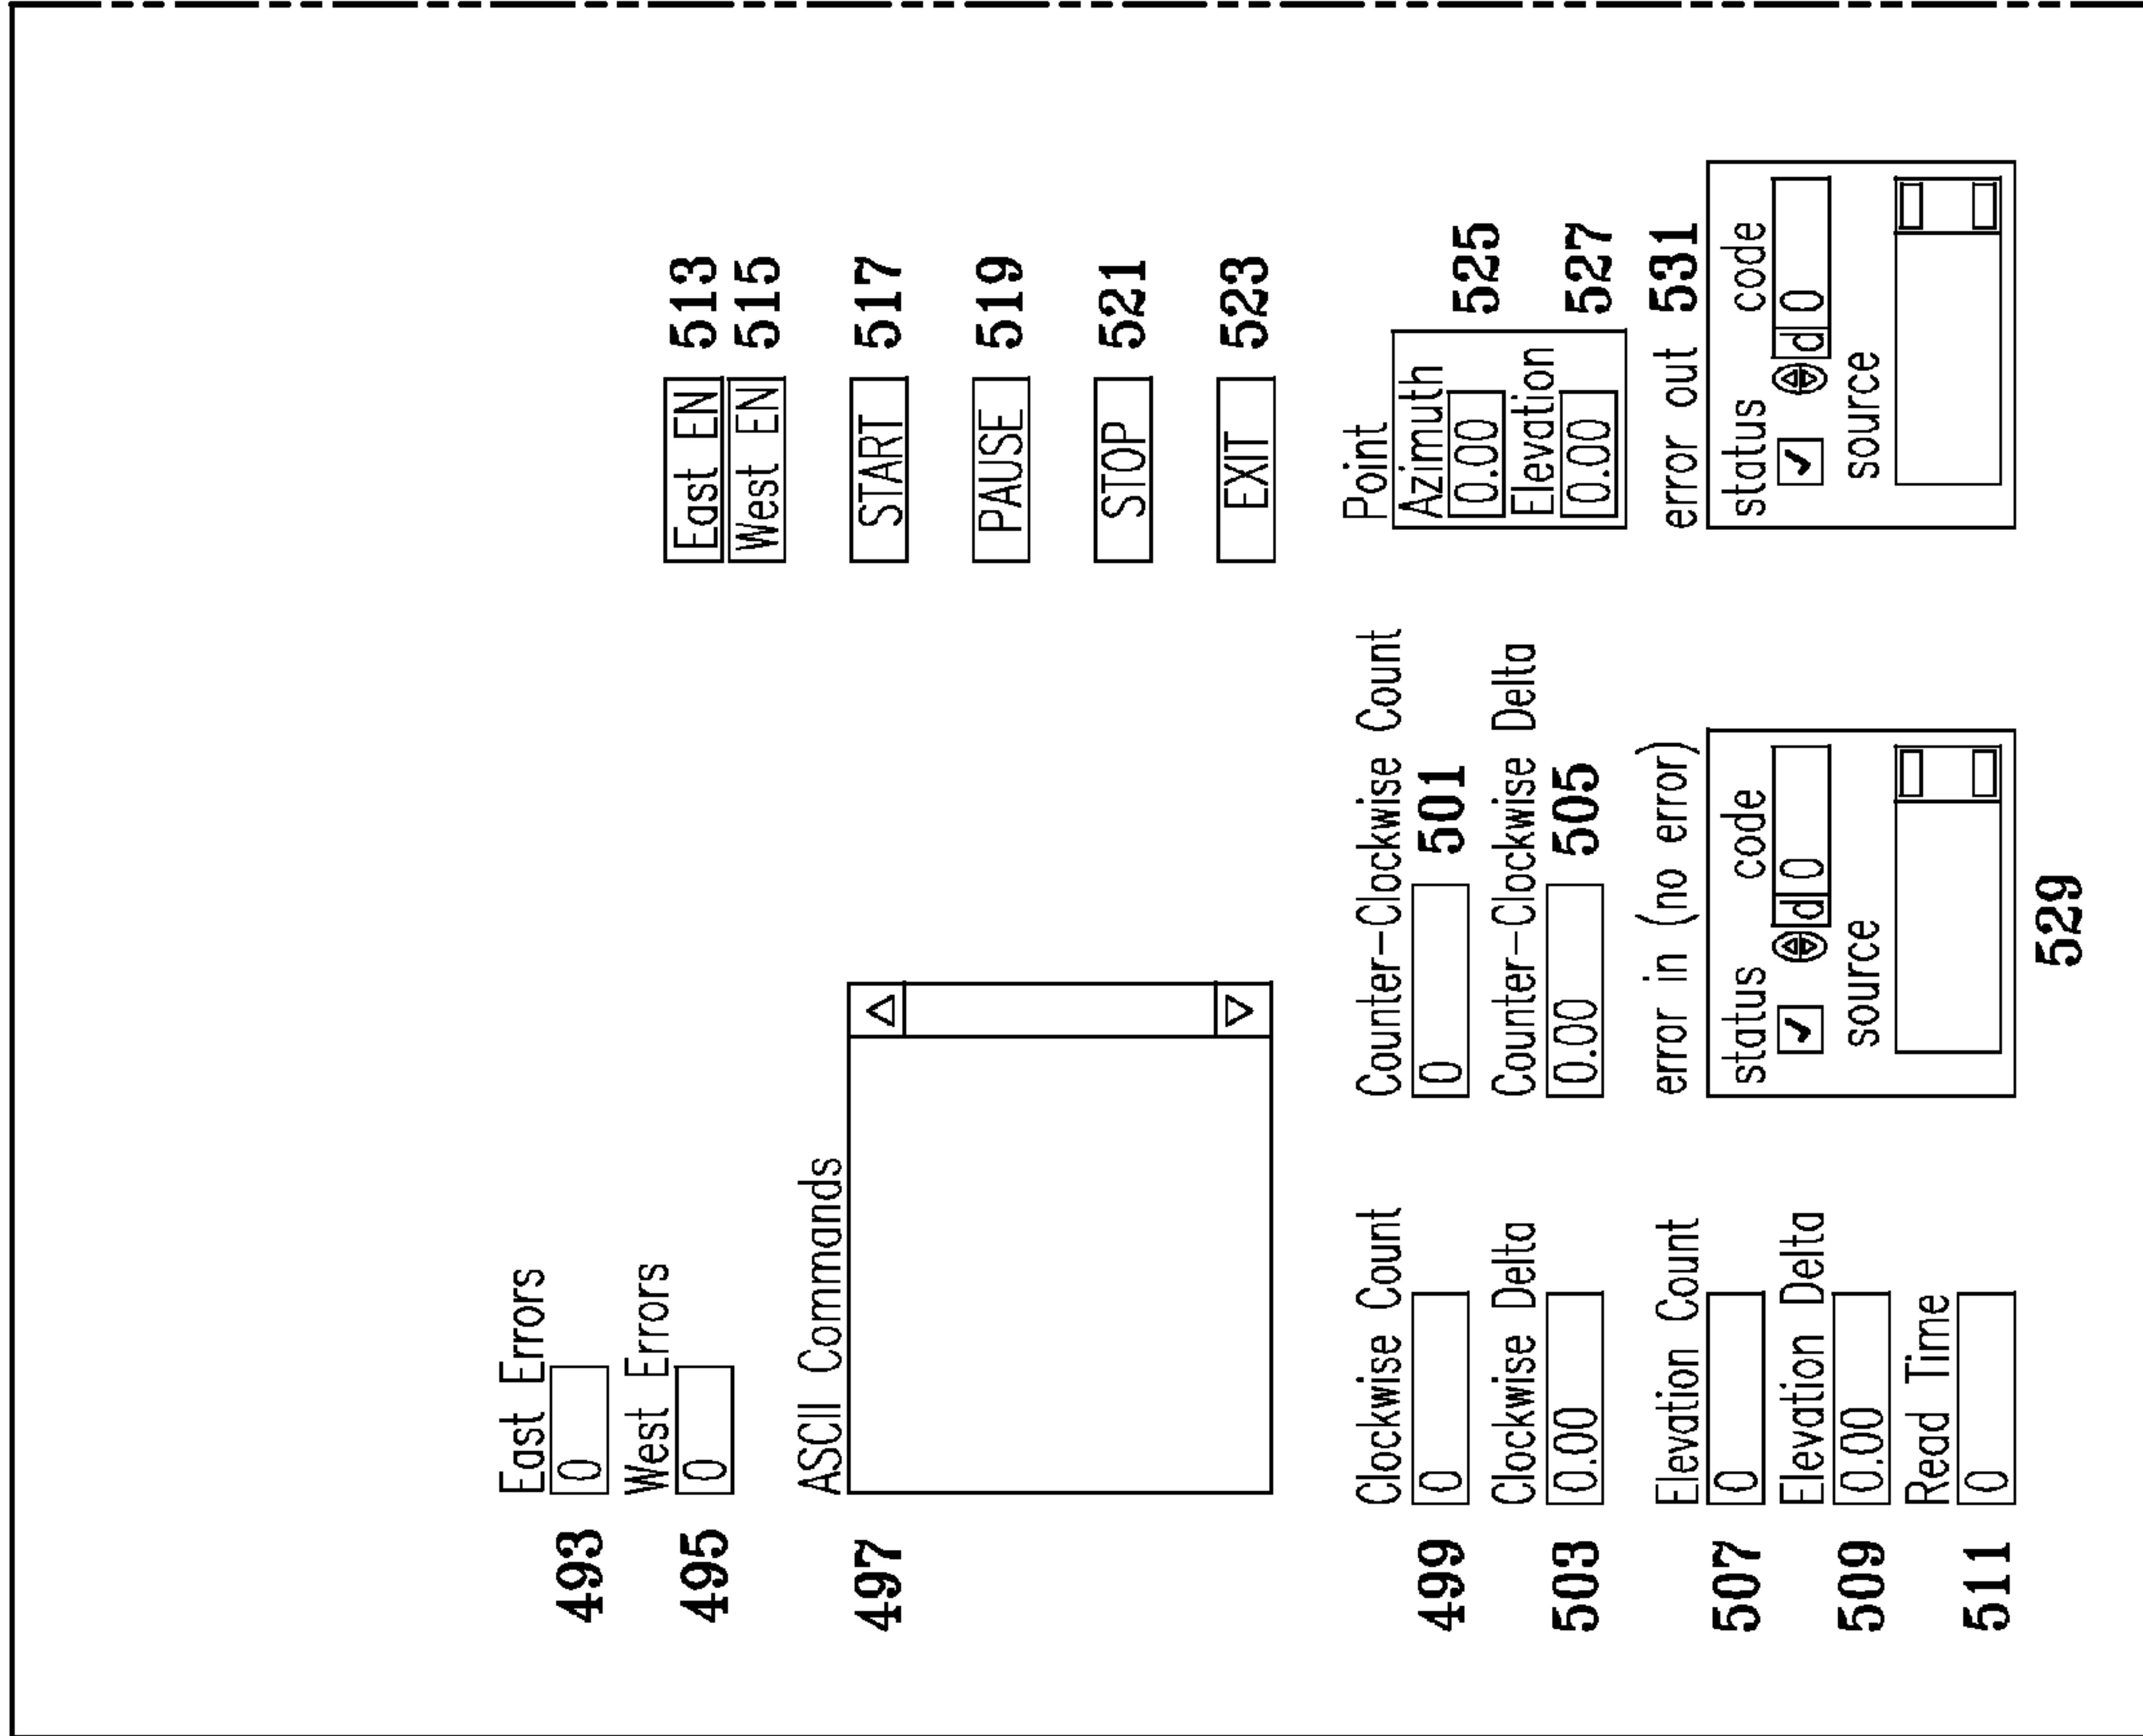 East Errors
493 0
West Errors
495 0
ASCII Commands
497
East EN 513
West EN 515
START 517
PAUSE 519
STOP 521
EXIT 523
Clockwise Count
499 0
Counter-Clockwise Count
0 501
Clockwise Delta
503 0.00
Counter-Clockwise Delta
0.00 505
Point
Azimuth
0.00 525
Elevation
0.00 527
Elevation Count
507 0
Elevation Delta
509 0.00
Read Time
511 0
error in (no error)
status code
d 0
source
529
error out 531
status code
d 0
source